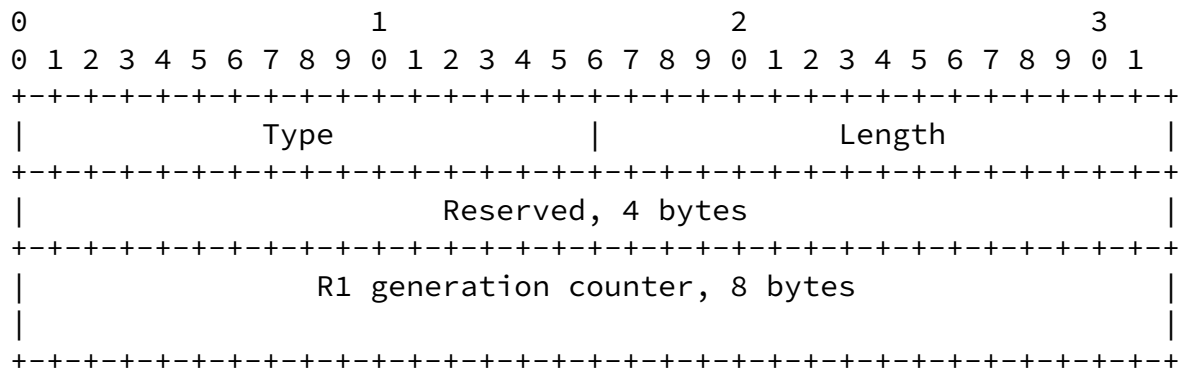 0                   1                   2                   3
0 1 2 3 4 5 6 7 8 9 0 1 2 3 4 5 6 7 8 9 0 1 2 3 4 5 6 7 8 9 0 1
+-+-+-+-+-+-+-+-+-+-+-+-+-+-+-+-+-+-+-+-+-+-+-+-+-+-+-+-+-+-+-+-+
|             Type              |             Length            |
+-+-+-+-+-+-+-+-+-+-+-+-+-+-+-+-+-+-+-+-+-+-+-+-+-+-+-+-+-+-+-+-+
|                       Reserved, 4 bytes                       |
+-+-+-+-+-+-+-+-+-+-+-+-+-+-+-+-+-+-+-+-+-+-+-+-+-+-+-+-+-+-+-+-+
|                R1 generation counter, 8 bytes                 |
|                                                               |
+-+-+-+-+-+-+-+-+-+-+-+-+-+-+-+-+-+-+-+-+-+-+-+-+-+-+-+-+-+-+-+-+